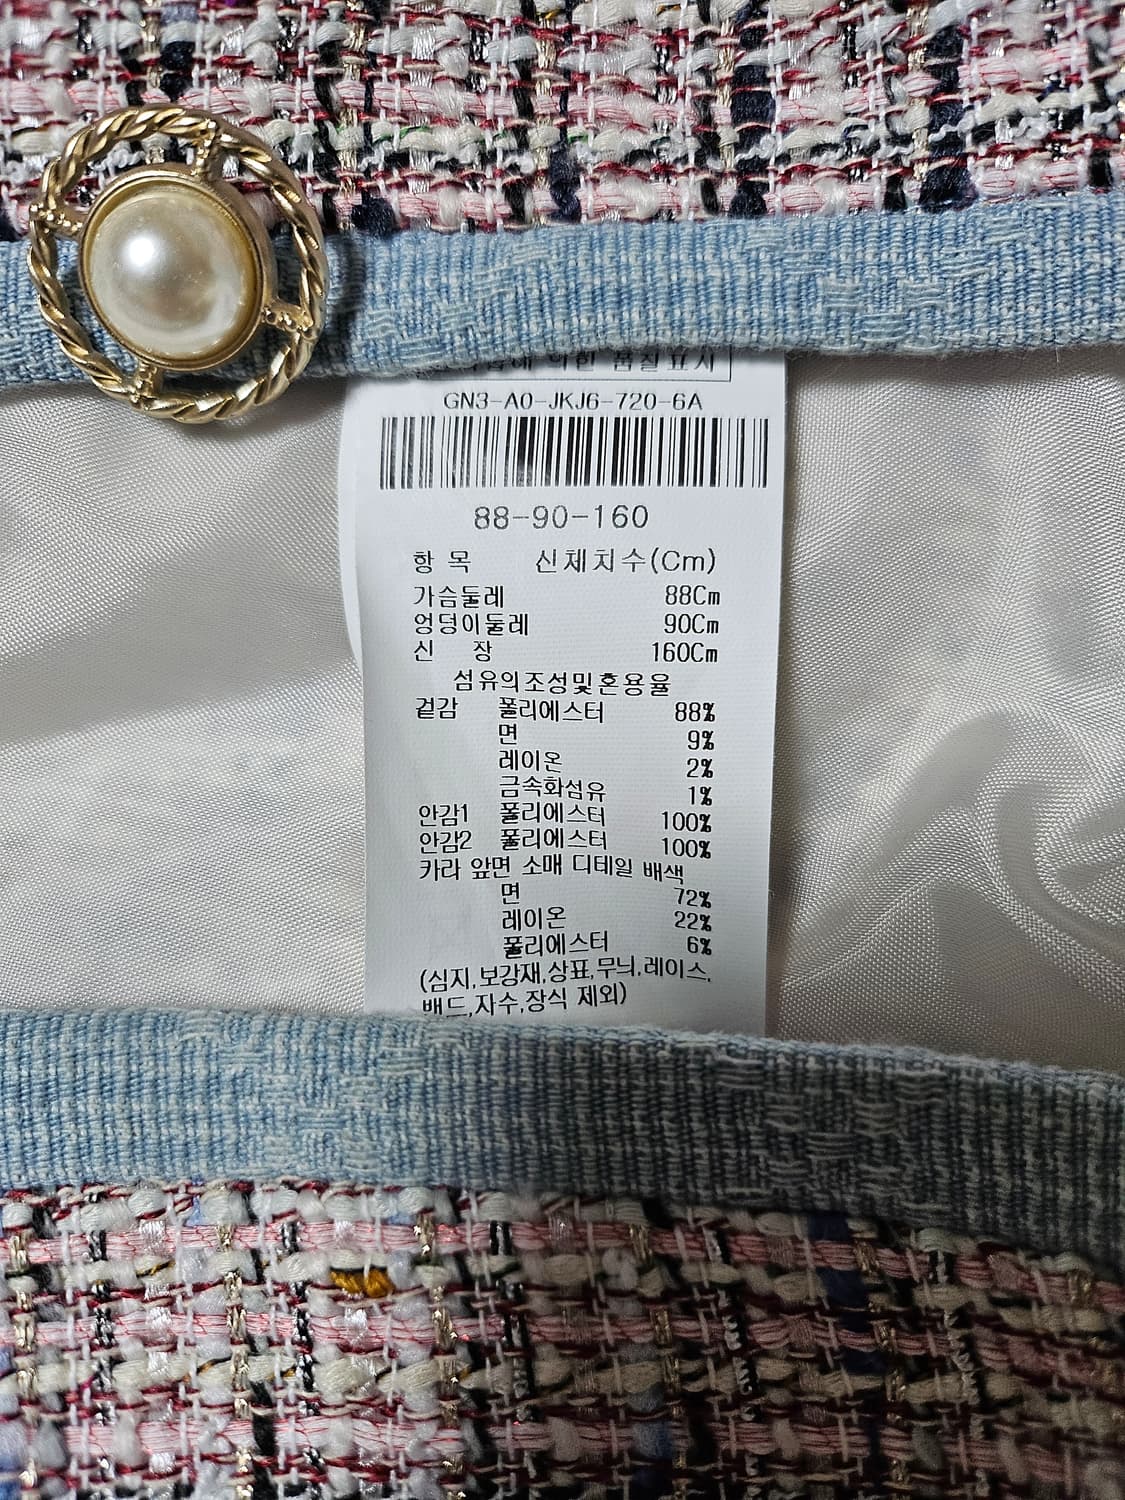 품질표시
GN3-A0-JKJ6-720-6A
88-90-160
항 목 신체치수(Cm)
가슴둘레 88Cm
엉덩이둘레 90Cm
신 장 160Cm
섬유의조성및혼용율
겉감 폴리에스터 88%
면 9%
레이온 2%
금속화섬유 1%
안감1 폴리에스터 100%
안감2 폴리에스터 100%
카라 앞면 소매 디테일 배색
면 72%
레이온 22%
폴리에스터 6%
(심지,보강재,상표,무늬,레이스,
밴드,자수,장식 제외)